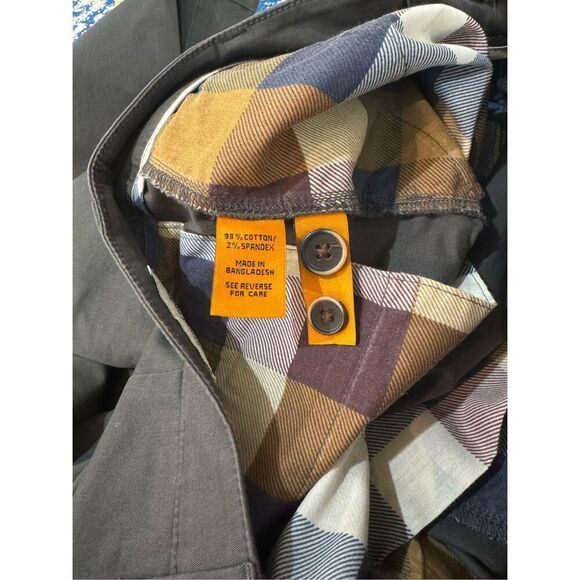 98% COTTON/
2% SPANDEX
MADE IN
BANGLADESH
SEE REVERSE
FOR CARE